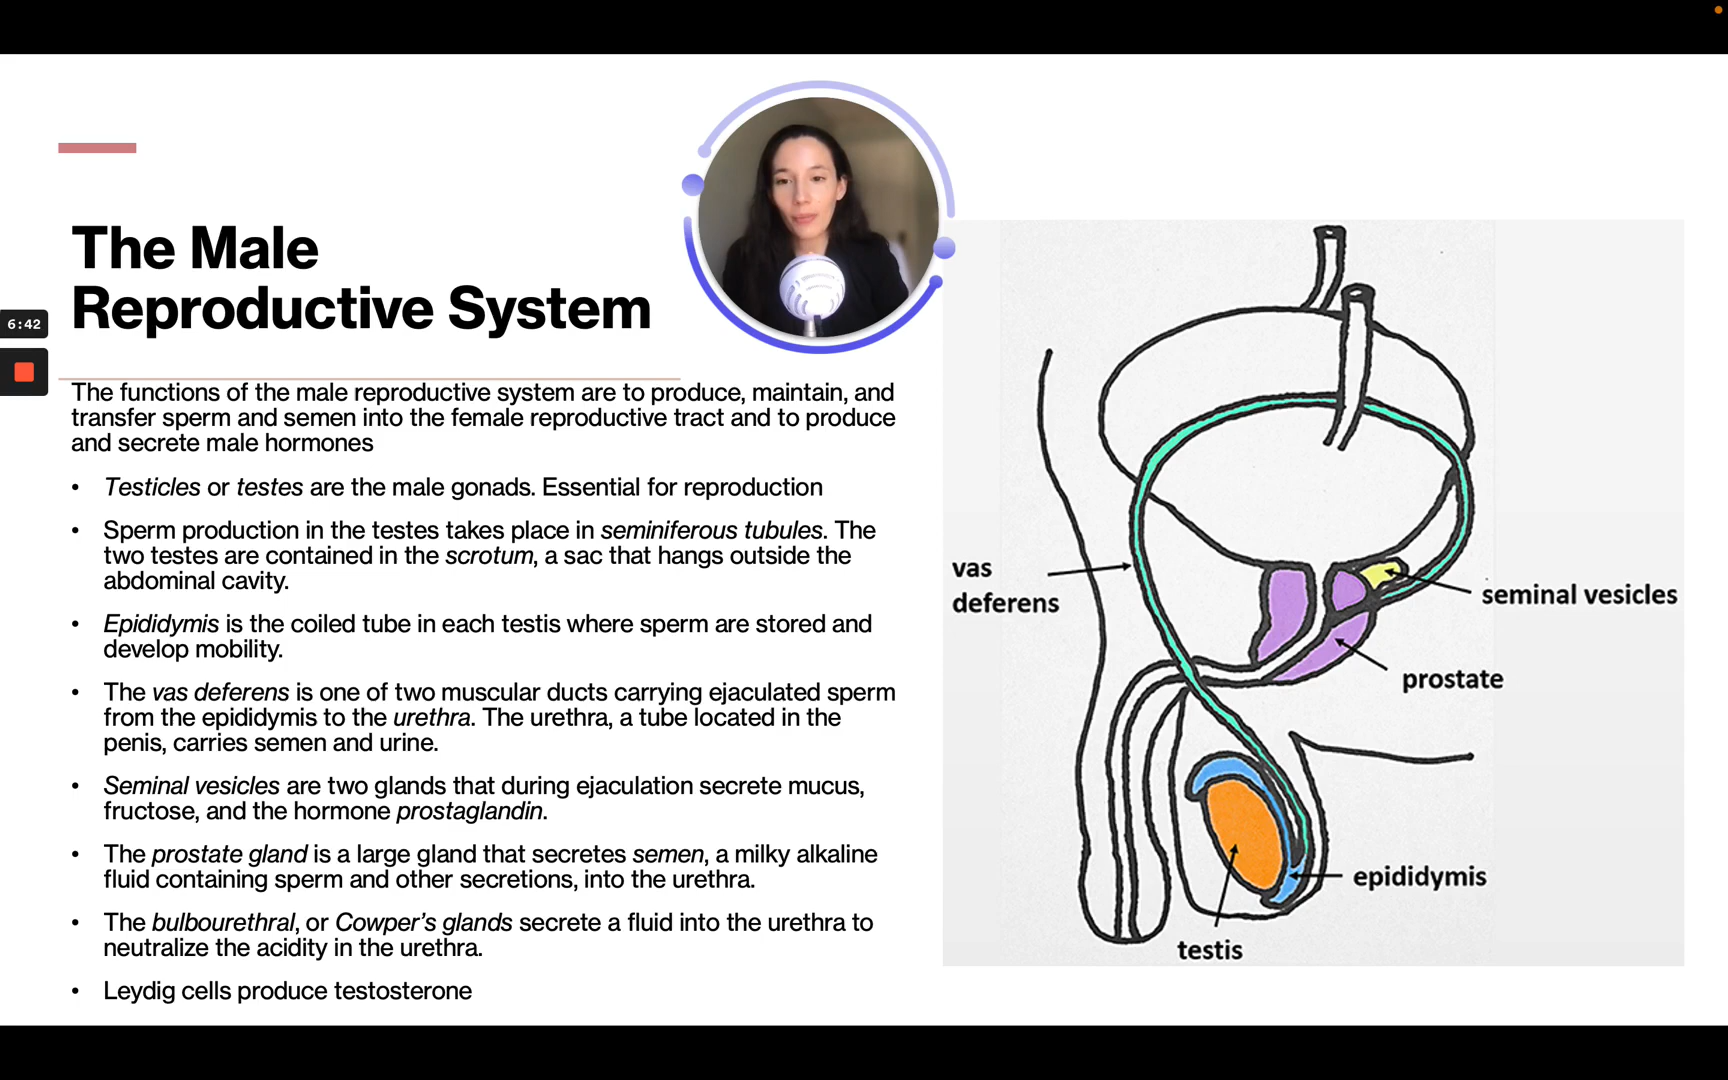 The Male
Reproductive System
6:42
The functions of the male reproductive system are to produce, maintain, and
transfer sperm and semen into the female reproductive tract and to produce
and secrete male hormones
• Testicles or testes are the male gonads. Essential for reproduction
• Sperm production in the testes takes place in seminiferous tubules. The
two testes are contained in the scrotum, a sac that hangs outside the
abdominal cavity.
• Epididymis is the coiled tube in each testis where sperm are stored and
develop mobility.
• The vas deferens is one of two muscular ducts carrying ejaculated sperm
from the epididymis to the urethra. The urethra, a tube located in the
penis, carries semen and urine.
• Seminal vesicles are two glands that during ejaculation secrete mucus,
fructose, and the hormone prostaglandin.
• The prostate gland is a large gland that secretes semen, a milky alkaline
fluid containing sperm and other secretions, into the urethra.
• The bulbourethral, or Cowper’s glands secrete a fluid into the urethra to
neutralize the acidity in the urethra.
• Leydig cells produce testosterone
vas
deferens
seminal vesicles
prostate
epididymis
testis